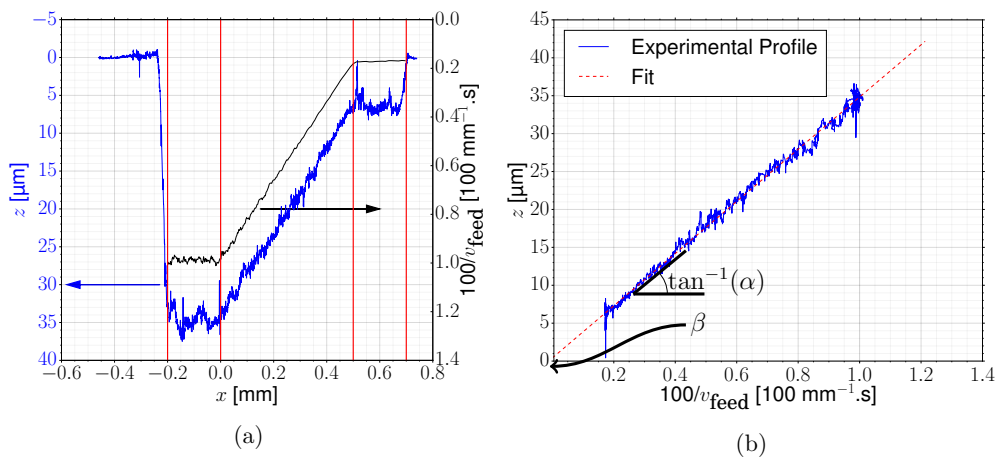 −5
0
5
10
15
20
25
30
35
40
z [µm]
−0.6 −0.4 −0.2 0.0 0.2 0.4 0.6 0.8
x [mm]
0.0
0.2
0.4
0.6
0.8
1.0
1.2
1.4
100/vfeed [100 mm−1.s]
(a)
45
40
35
30
25
20
15
10
5
0
z [µm]
Experimental Profile
Fit
tan−1(α)
β
0.2 0.4 0.6 0.8 1.0 1.2 1.4
100/vfeed [100 mm−1.s]
(b)